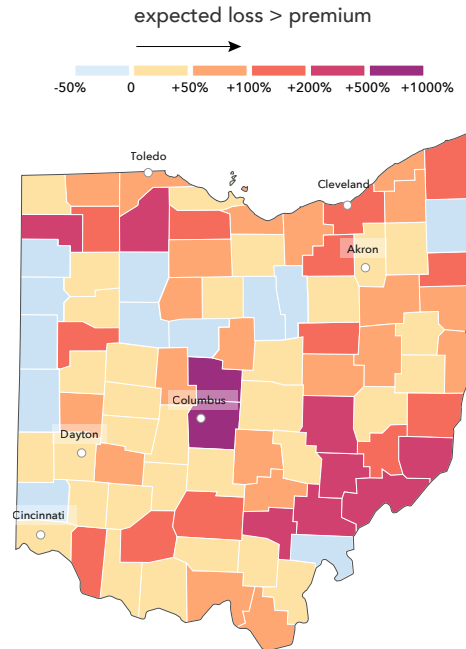 expected loss > premium
-50% 0 +50% +100% +200% +500% +1000%
Toledo
Cleveland
Akron
Columbus
Dayton
Cincinnati